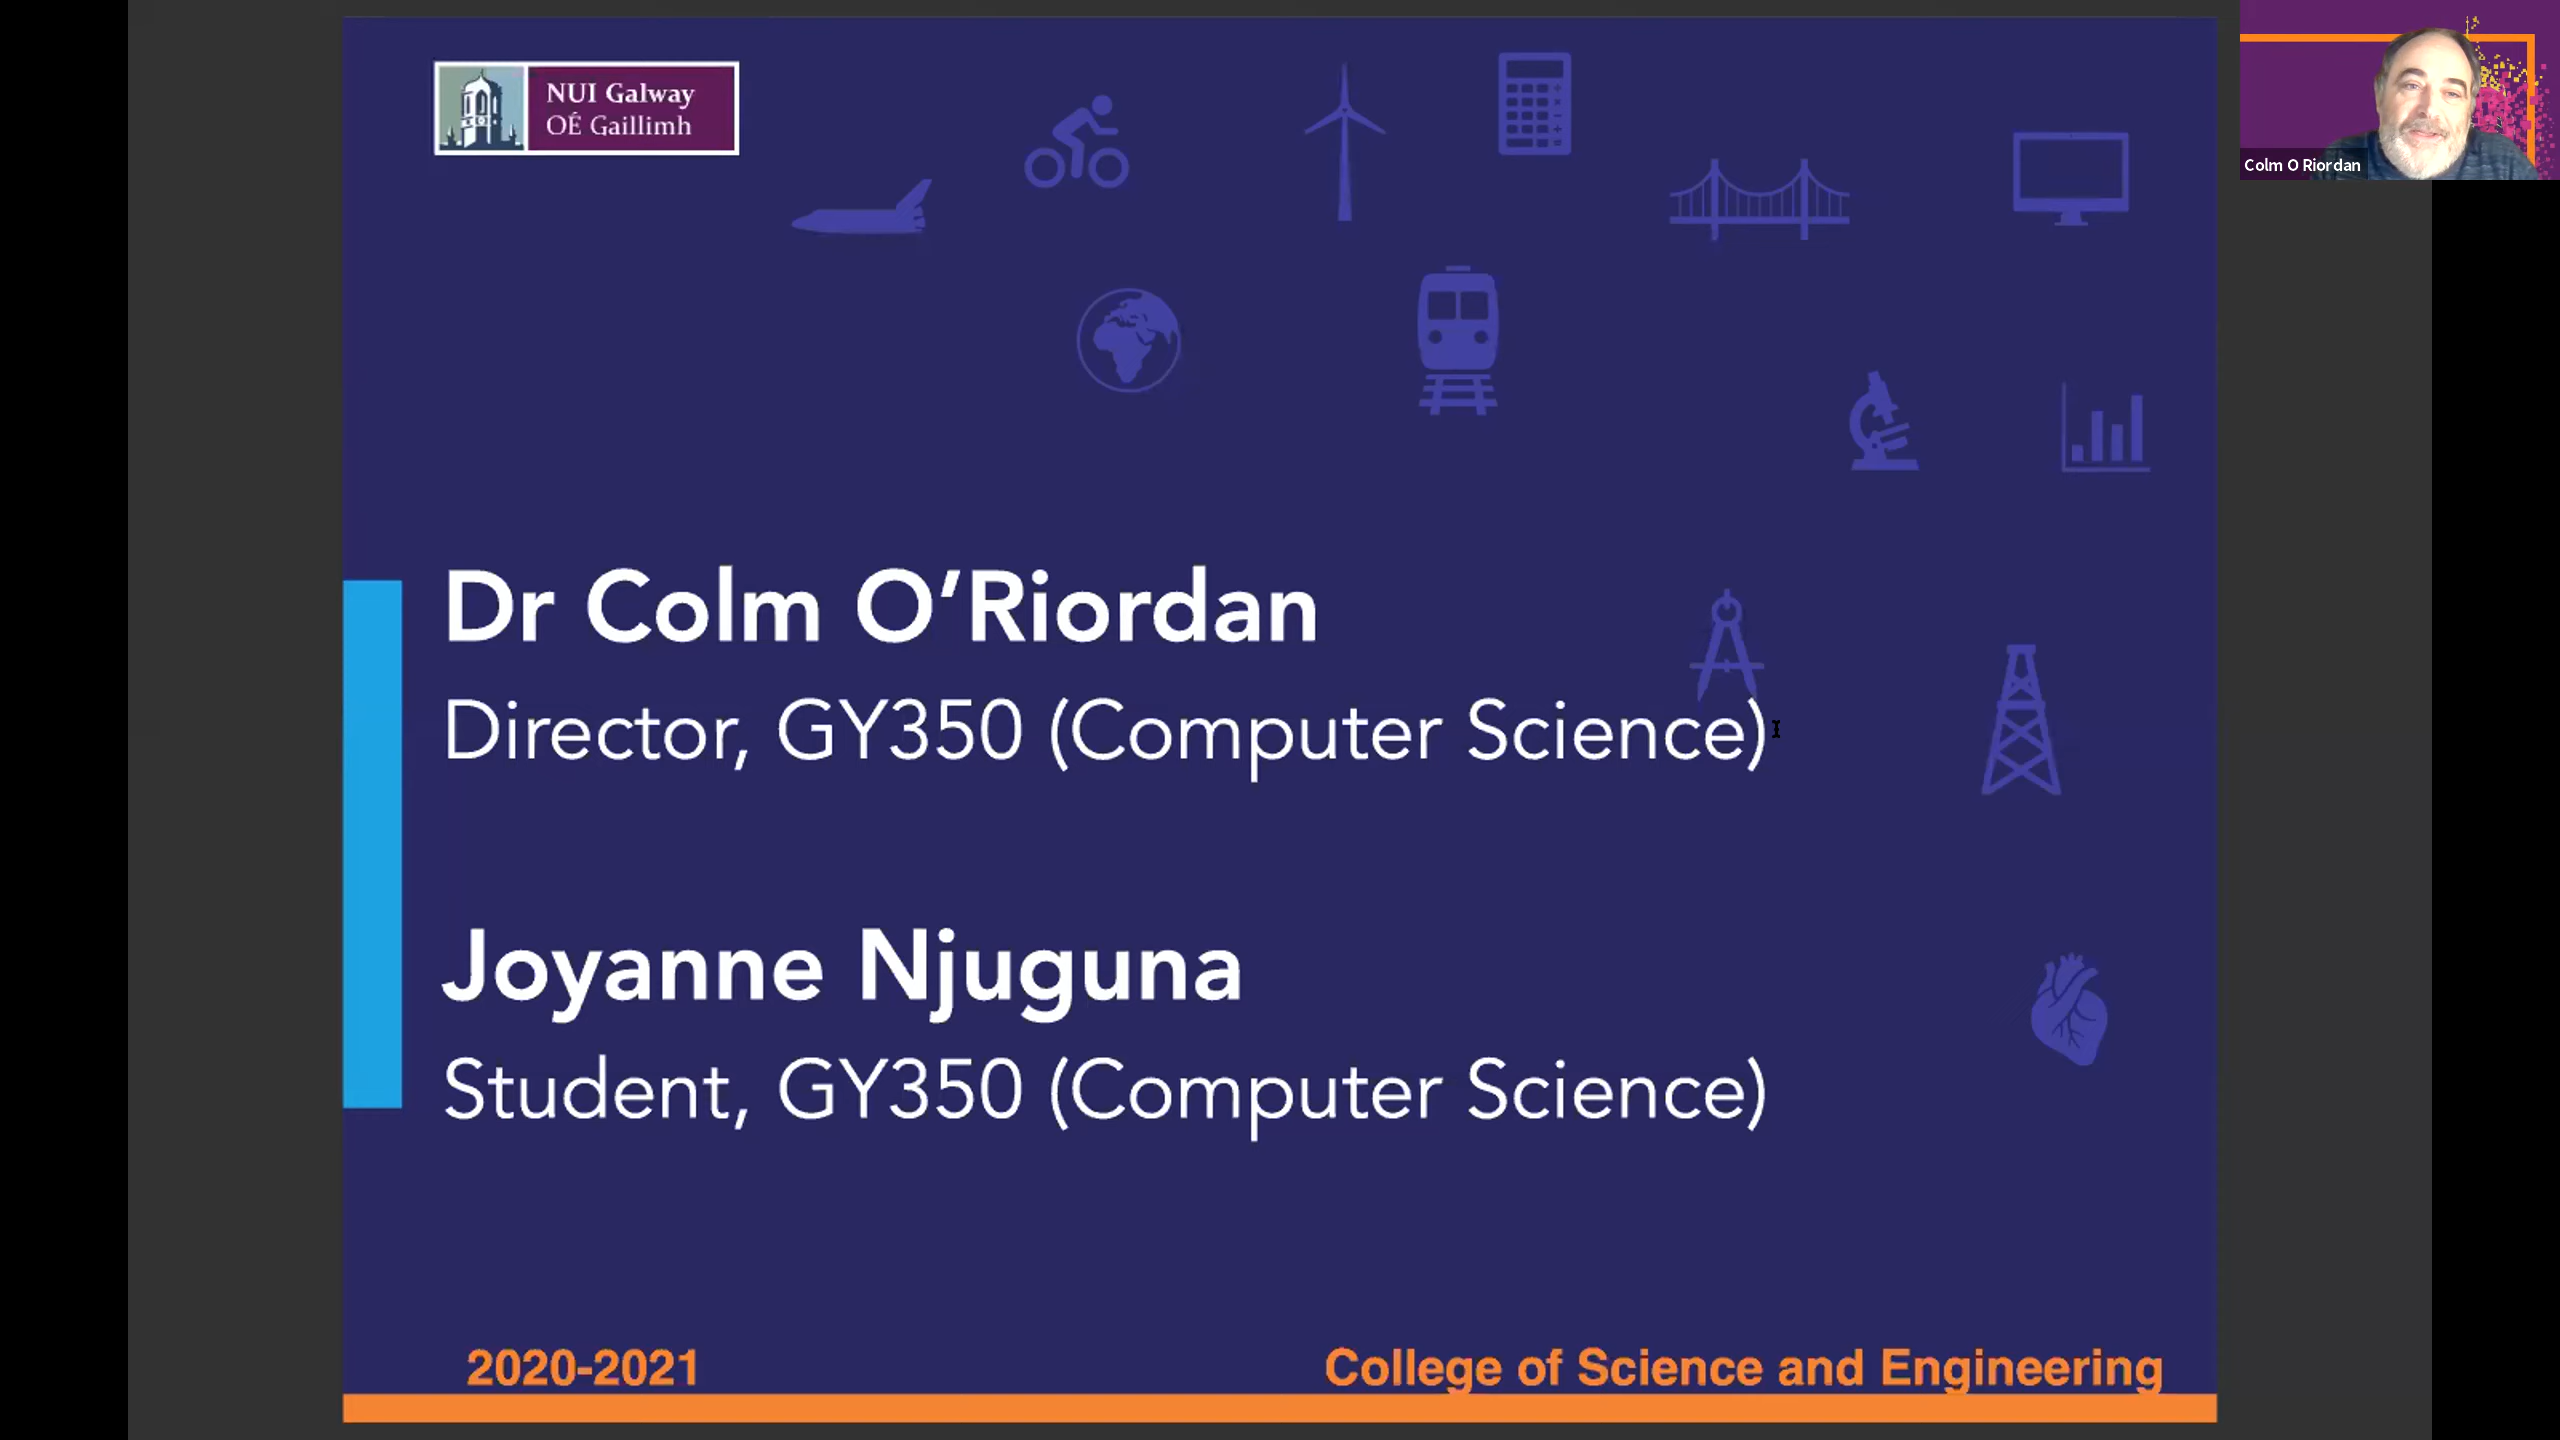 NUI Galway
OÉ Gaillimh
Colm O Riordan
Dr Colm O’Riordan
Director, GY350 (Computer Science)
Joyanne Njuguna
Student, GY350 (Computer Science)
2020-2021
College of Science and Engineering